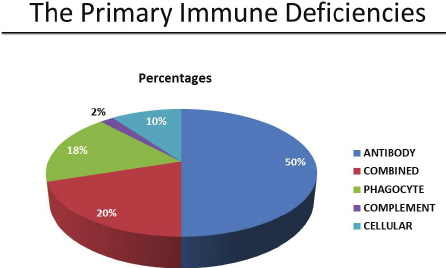 The Primary Immune Deficiencies
Percentages
2%
10%
18%
50%
20%
ANTIBODY
COMBINED
PHAGOCYTE
COMPLEMENT
CELLULAR